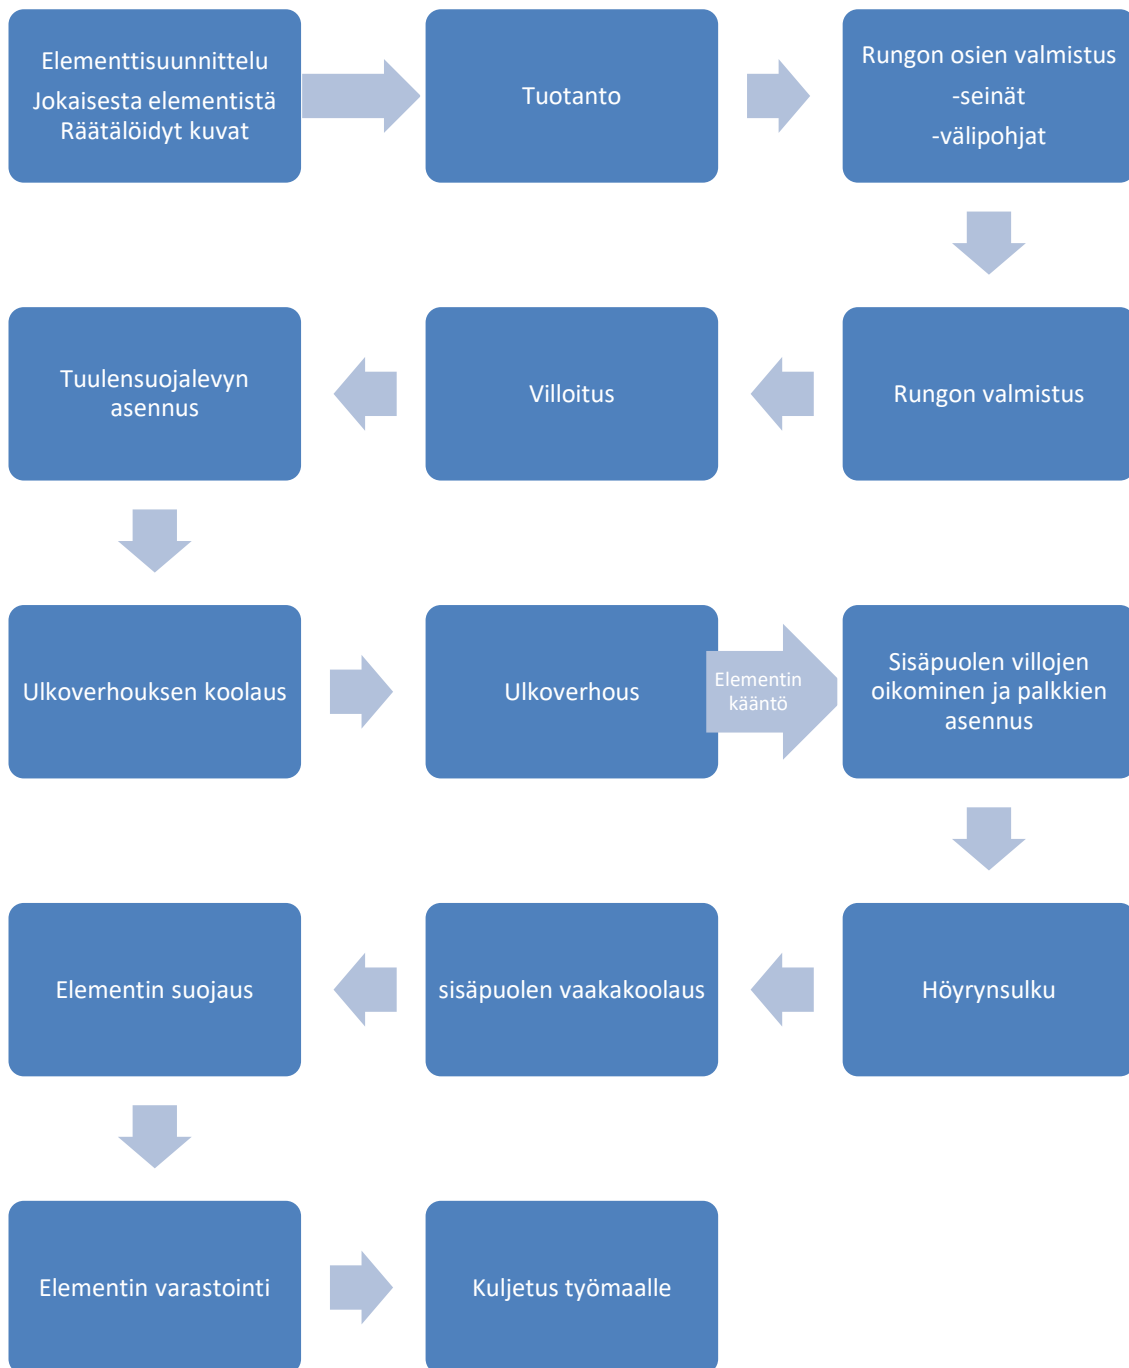 Elementtisuunnittelu
Jokaisesta elementistä
Räätälöidyt kuvat
Tuotanto
Rungon osien valmistus
-seinät
-välipohjat
Rungon valmistus
Villoitus
Tuulensuojalevyn
asennus
Ulkoverhouksen koolaus
Ulkoverhous
Elementin
kääntö
Sisäpuolen villojen
oikominen ja palkkien
asennus
Höyrynsulku
sisäpuolen vaakakoolaus
Elementin suojaus
Elementin varastointi
Kuljetus työmaalle